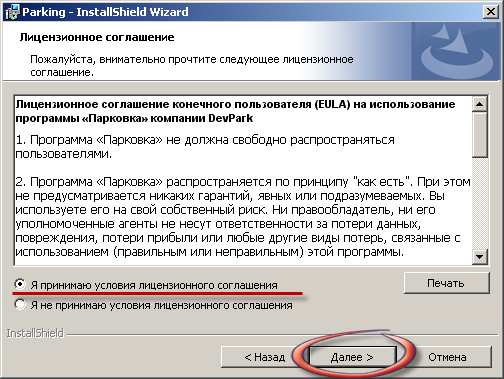 Parking - InstallShield Wizard
Лицензионное соглашение
Пожалуйста, внимательно прочтите следующее лицензионное
соглашение.
Лицензионное соглашение конечного пользователя (EULA) на использование
программы «Парковка» компании DevPark
1. Программа «Парковка» не должна свободно распространяться
пользователями.
2. Программа «Парковка» распространяется по принципу "как есть". При этом
не предусматривается никаких гарантий, явных или подразумеваемых. Вы
используете его на свой собственный риск. Ни правообладатель, ни его
уполномоченные агенты не несут ответственности за потери данных,
повреждения, потери прибыли или любые другие виды потерь, связанные с
использованием (правильным или неправильным) этой программы.
Я принимаю условия лицензионного соглашения
Печать
Я не принимаю условия лицензионного соглашения
InstallShield
< Назад
Далее >
Отмена